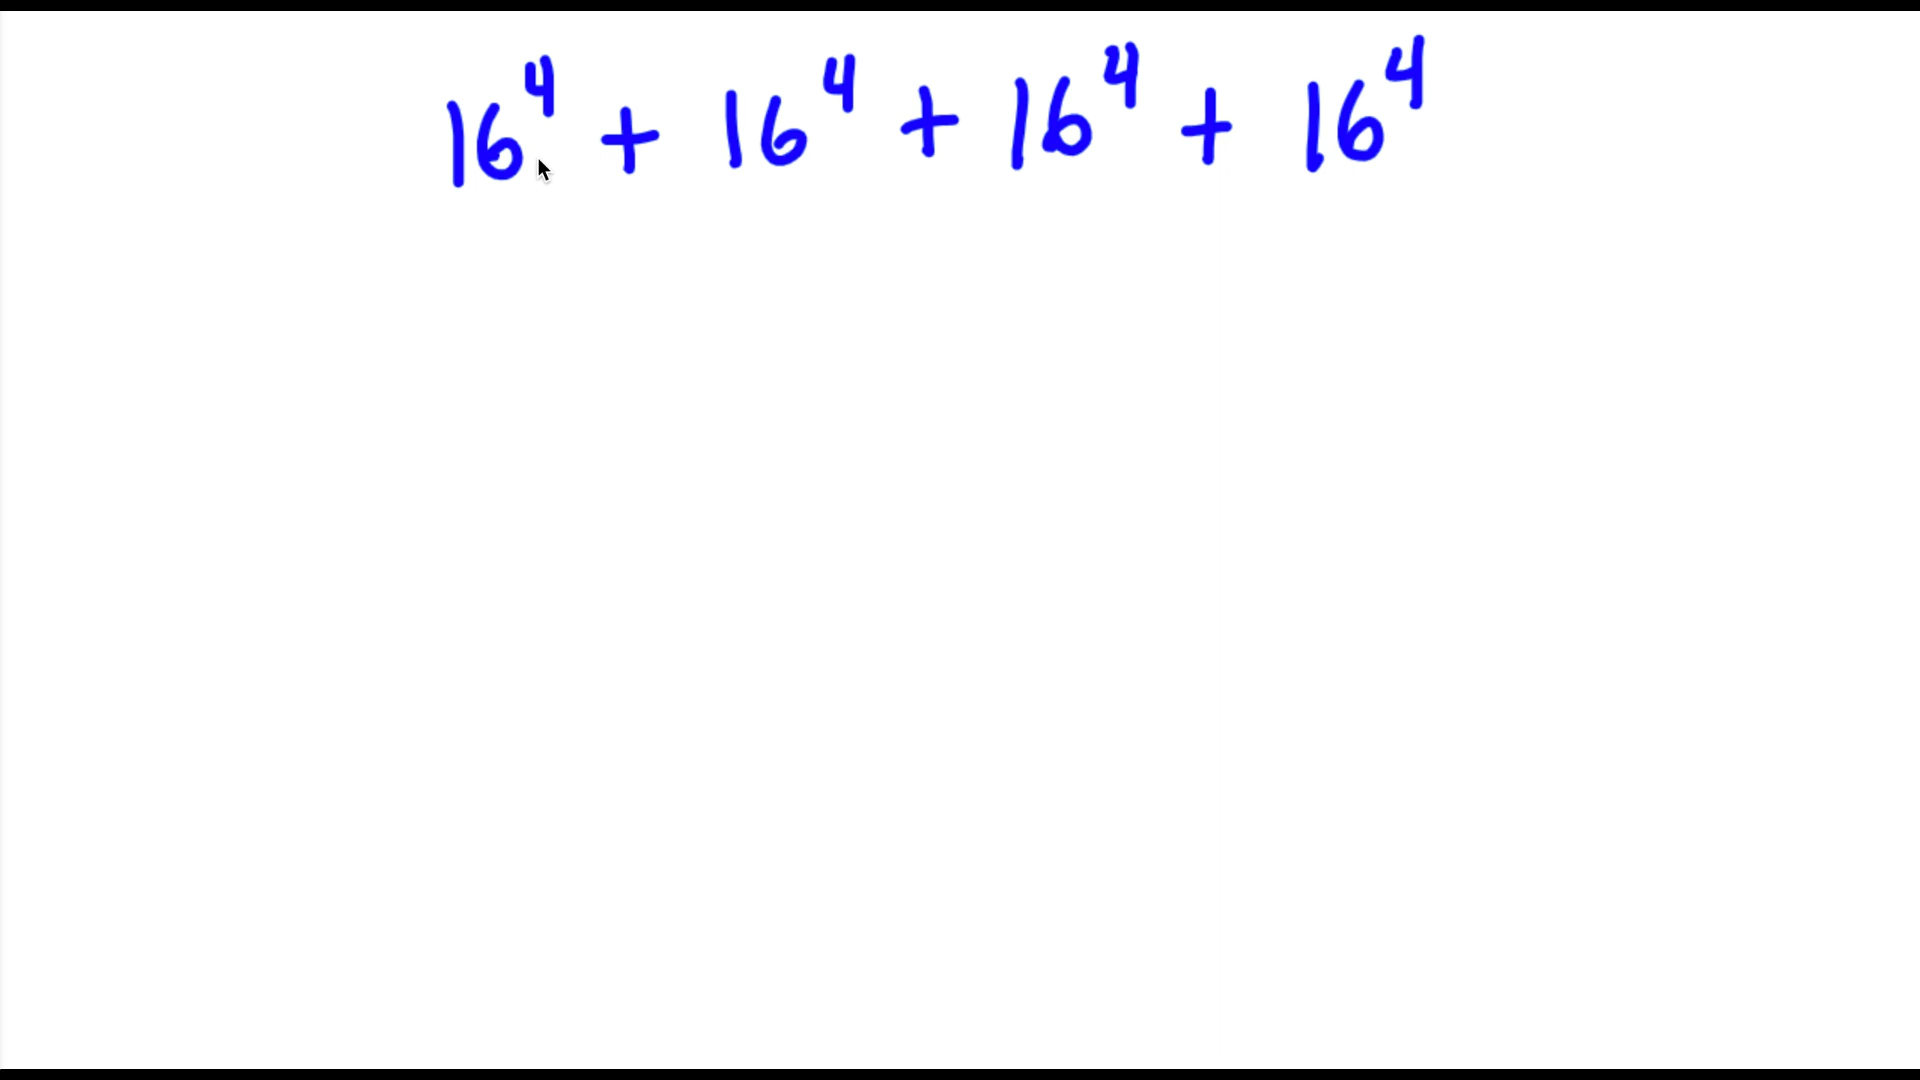 16⁴ + 16⁴ + 16⁴ + 16⁴